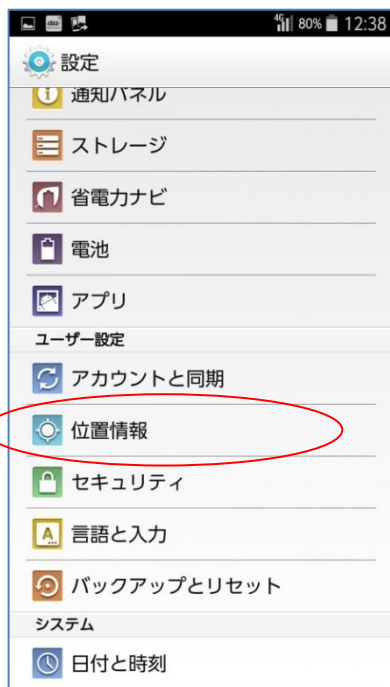 4G 80% 12:38
設定
通知パネル
ストレージ
省電力ナビ
電池
アプリ
ユーザー設定
アカウントと同期
位置情報
セキュリティ
言語と入力
バックアップとリセット
システム
日付と時刻